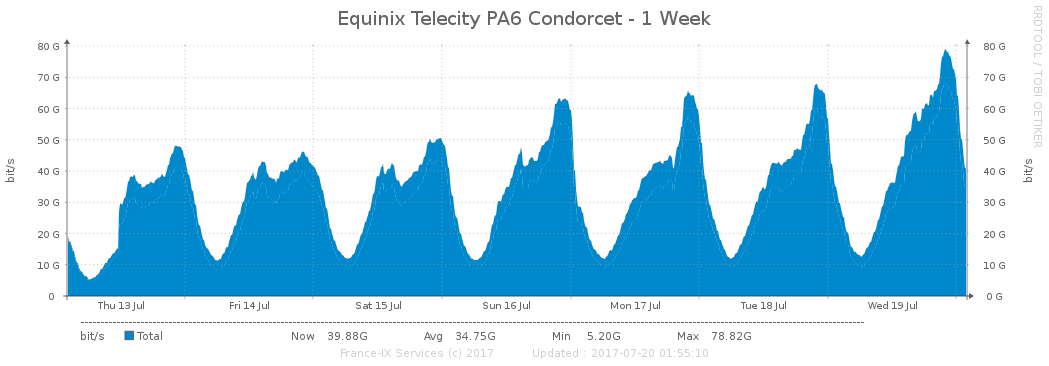 Equinix Telecity PA6 Condorcet - 1 Week
RRDTOOL / TOBI OETIKER
bit/s
80 G
70 G
60 G
50 G
40 G
30 G
20 G
10 G
0
80 G
70 G
60 G
50 G
40 G
30 G
20 G
10 G
0 G
bit/s
Thu 13 Jul Fri 14 Jul Sat 15 Jul Sun 16 Jul Mon 17 Jul Tue 18 Jul Wed 19 Jul
bit/s Total Now 39.88G Avg 34.75G Min 5.20G Max 78.82G
France-IX Services (c) 2017 Updated : 2017-07-20 01:55:10